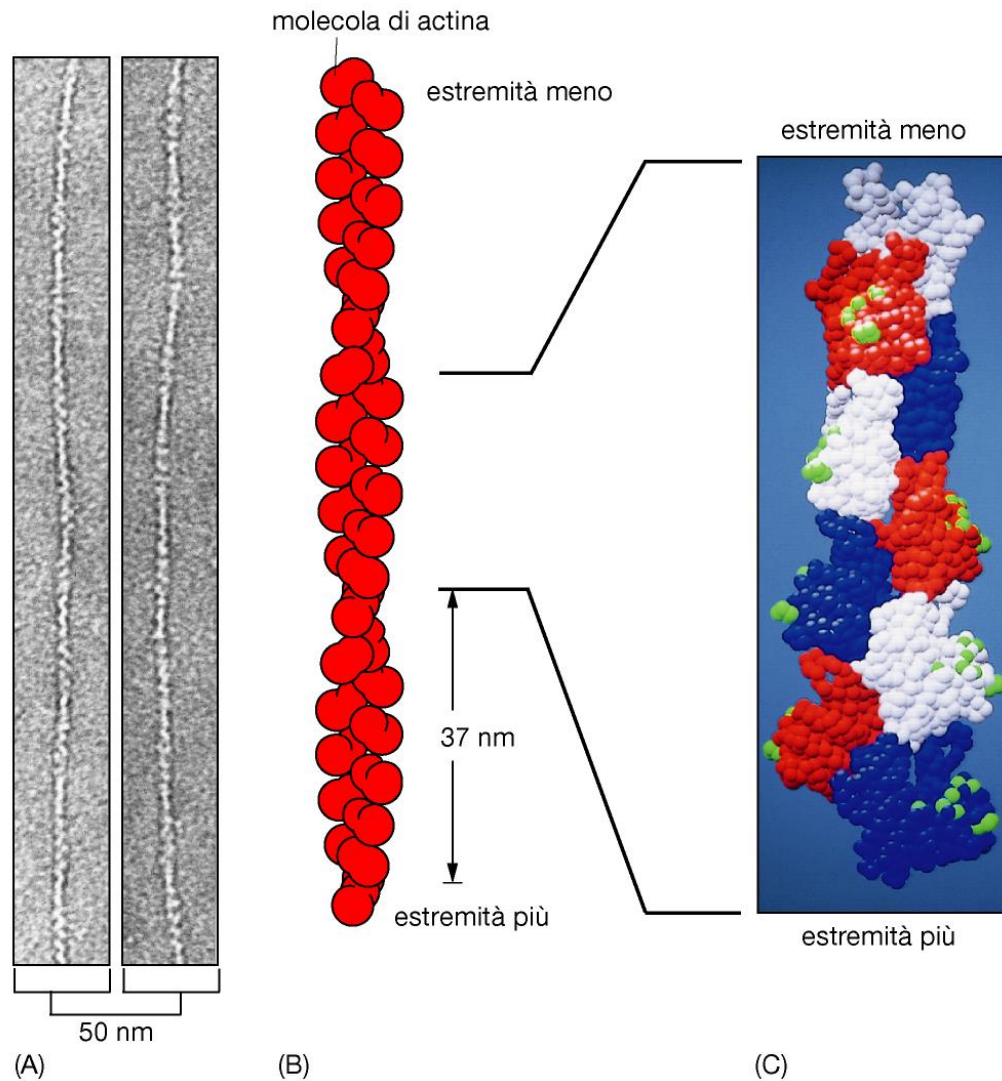 molecola di actina
estremità meno
estremità meno
37 nm
estremità più
estremità più
50 nm
(A)
(B)
(C)